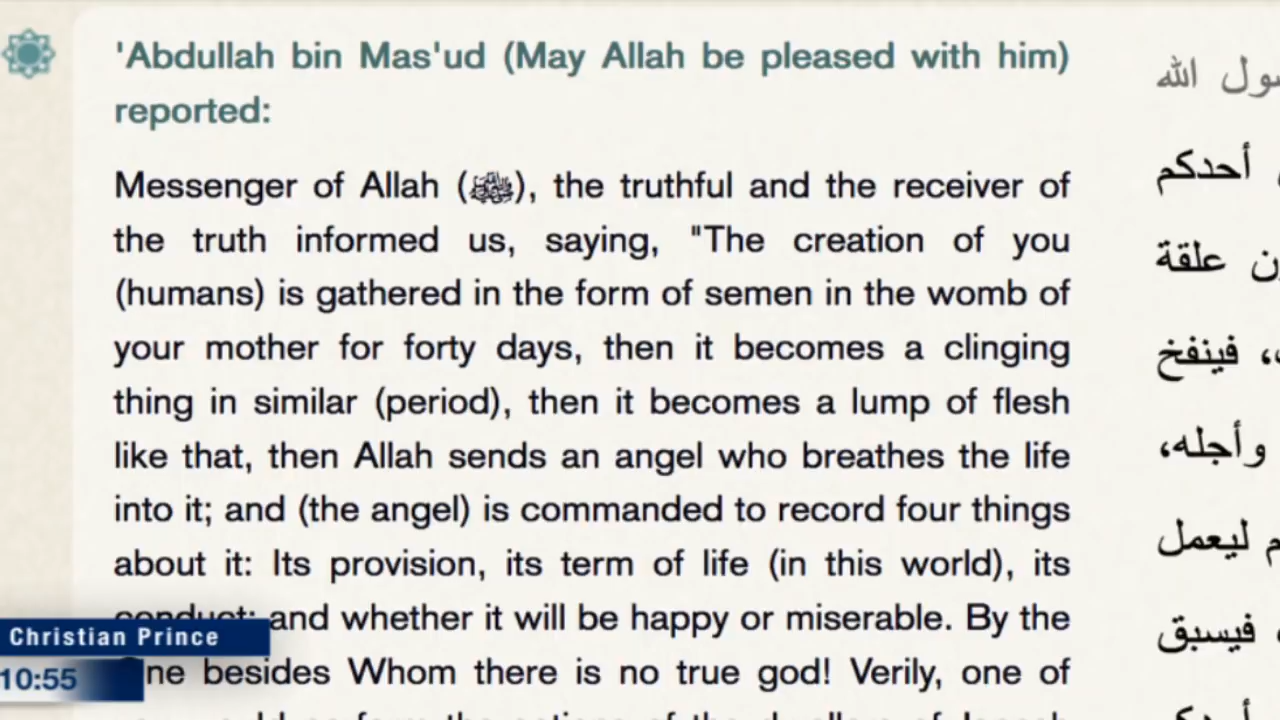 'Abdullah bin Mas'ud (May Allah be pleased with him)
reported:
Messenger of Allah (ﷺ), the truthful and the receiver of
the truth informed us, saying, "The creation of you
(humans) is gathered in the form of semen in the womb of
your mother for forty days, then it becomes a clinging
thing in similar (period), then it becomes a lump of flesh
like that, then Allah sends an angel who breathes the life
into it; and (the angel) is commanded to record four things
about it: Its provision, its term of life (in this world), its
conduct; and whether it will be happy or miserable. By the
One besides Whom there is no true god! Verily, one of
الله
أحدكم
علقة
فينفخ
وأجله،
ليعمل
فيسبق
Christian Prince
10:55